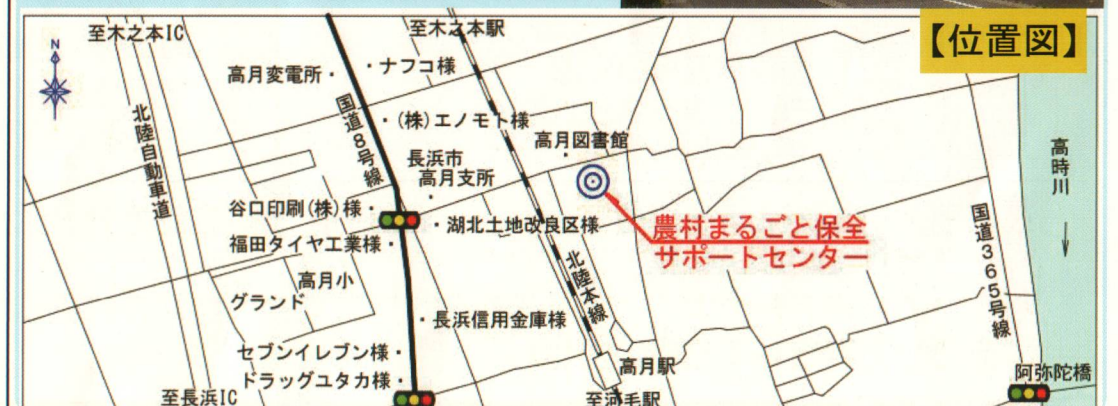 【位置図】
N
至木之本IC
至木之本駅
高月変電所・
・ナフコ様
北陸自動車道
国道8号線
・(株)エノモト様
高月図書館
長浜市
高月支所
高時川
谷口印刷(株)様・
・湖北土地改良区様
農村まるごと保全
サポートセンター
福田タイヤ工業様・
国道365号線
高月小
グランド
北陸本線
・長浜信用金庫様
セブンイレブン様・
ドラッグユタカ様・
高月駅
阿弥陀橋
至長浜IC
至河毛駅